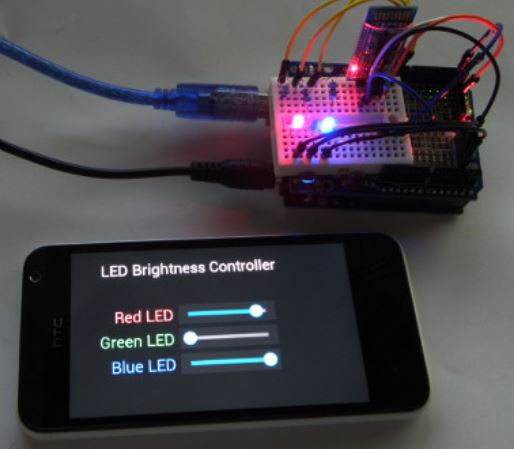 LED Brightness Controller
Red LED
Green LED
Blue LED
hTC